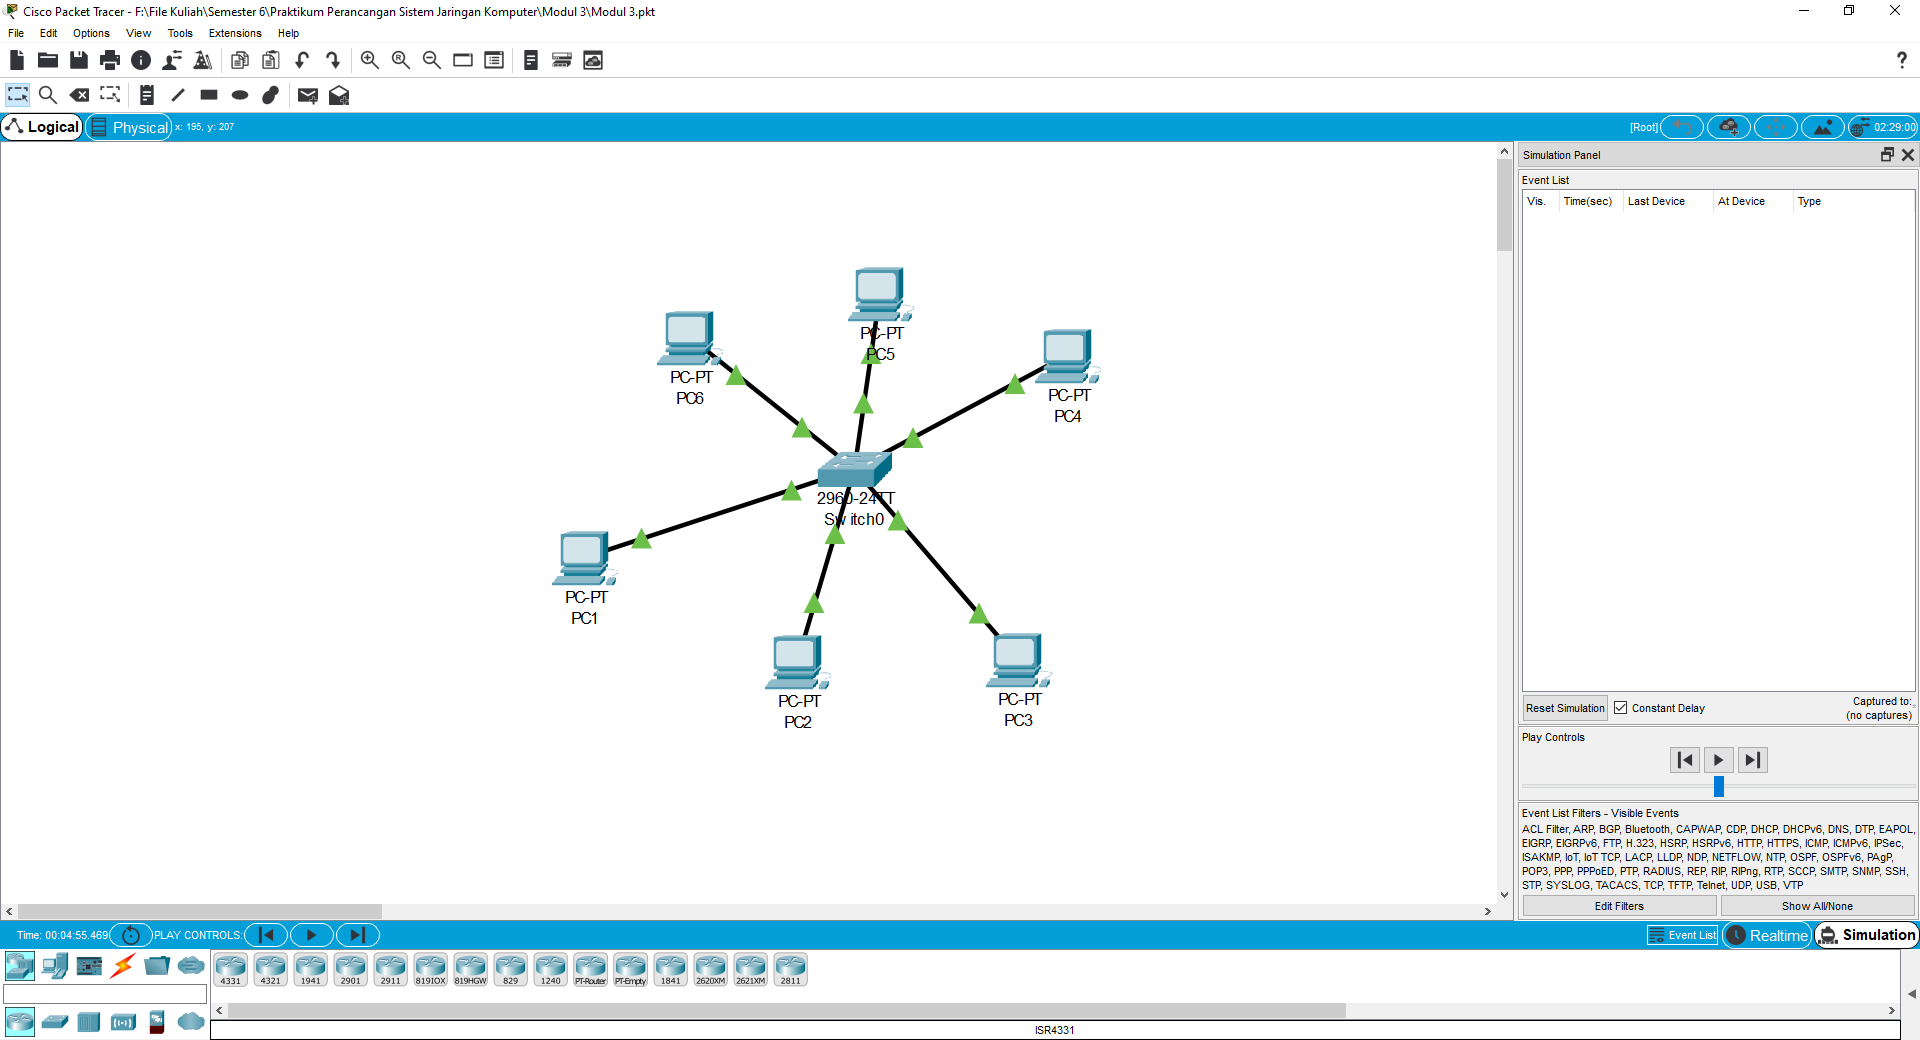 Cisco Packet Tracer - F:\File Kuliah\Semester 6\Praktikum Perancangan Sistem Jaringan Komputer\Modul 3\Modul 3.pkt
File Edit Options View Tools Extensions Help
Logical Physical x: 195, y: 207 [Root] 02:29:00
Simulation Panel
Event List
Vis. Time(sec) Last Device At Device Type
PC-PT
PC5
PC-PT
PC6
PC-PT
PC4
2960-24TT
Switch0
PC-PT
PC1
PC-PT
PC2
PC-PT
PC3
Reset Simulation Constant Delay Captured to:
(no captures)
Play Controls
Event List Filters - Visible Events
ACL Filter, ARP, BGP, Bluetooth, CAPWAP, CDP, DHCP, DHCPv6, DNS, DTP, EAPOL,
EIGRP, EIGRPv6, FTP, H.323, HSRP, HSRPv6, HTTP, HTTPS, ICMP, ICMPv6, IPSec,
ISAKMP, IoT, IoT TCP, LACP, LLDP, NDP, NETFLOW, NTP, OSPF, OSPFv6, PAgP,
POP3, PPP, PPPoED, PTP, RADIUS, REP, RIP, RIPng, RTP, SCCP, SMTP, SNMP, SSH,
STP, SYSLOG, TACACS, TCP, TFTP, Telnet, UDP, USB, VTP
Edit Filters Show All/None
Time: 00:04:55.469 PLAY CONTROLS: Event List Realtime Simulation
4331 4321 1941 2901 2911 819IOX 819HGW 829 1240 PT-Router PT-Empty 1841 2620XM 2621XM 2811
ISR4331